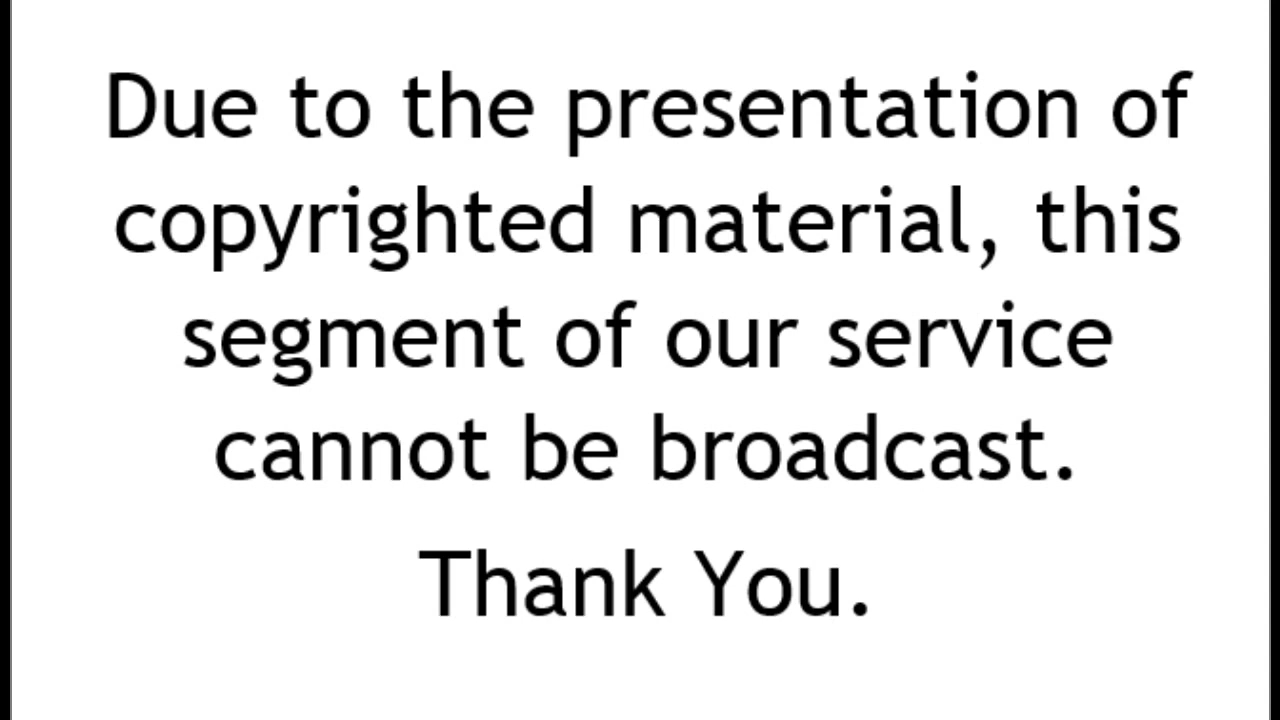 Due to the presentation of
copyrighted material, this
segment of our service
cannot be broadcast.
Thank You.